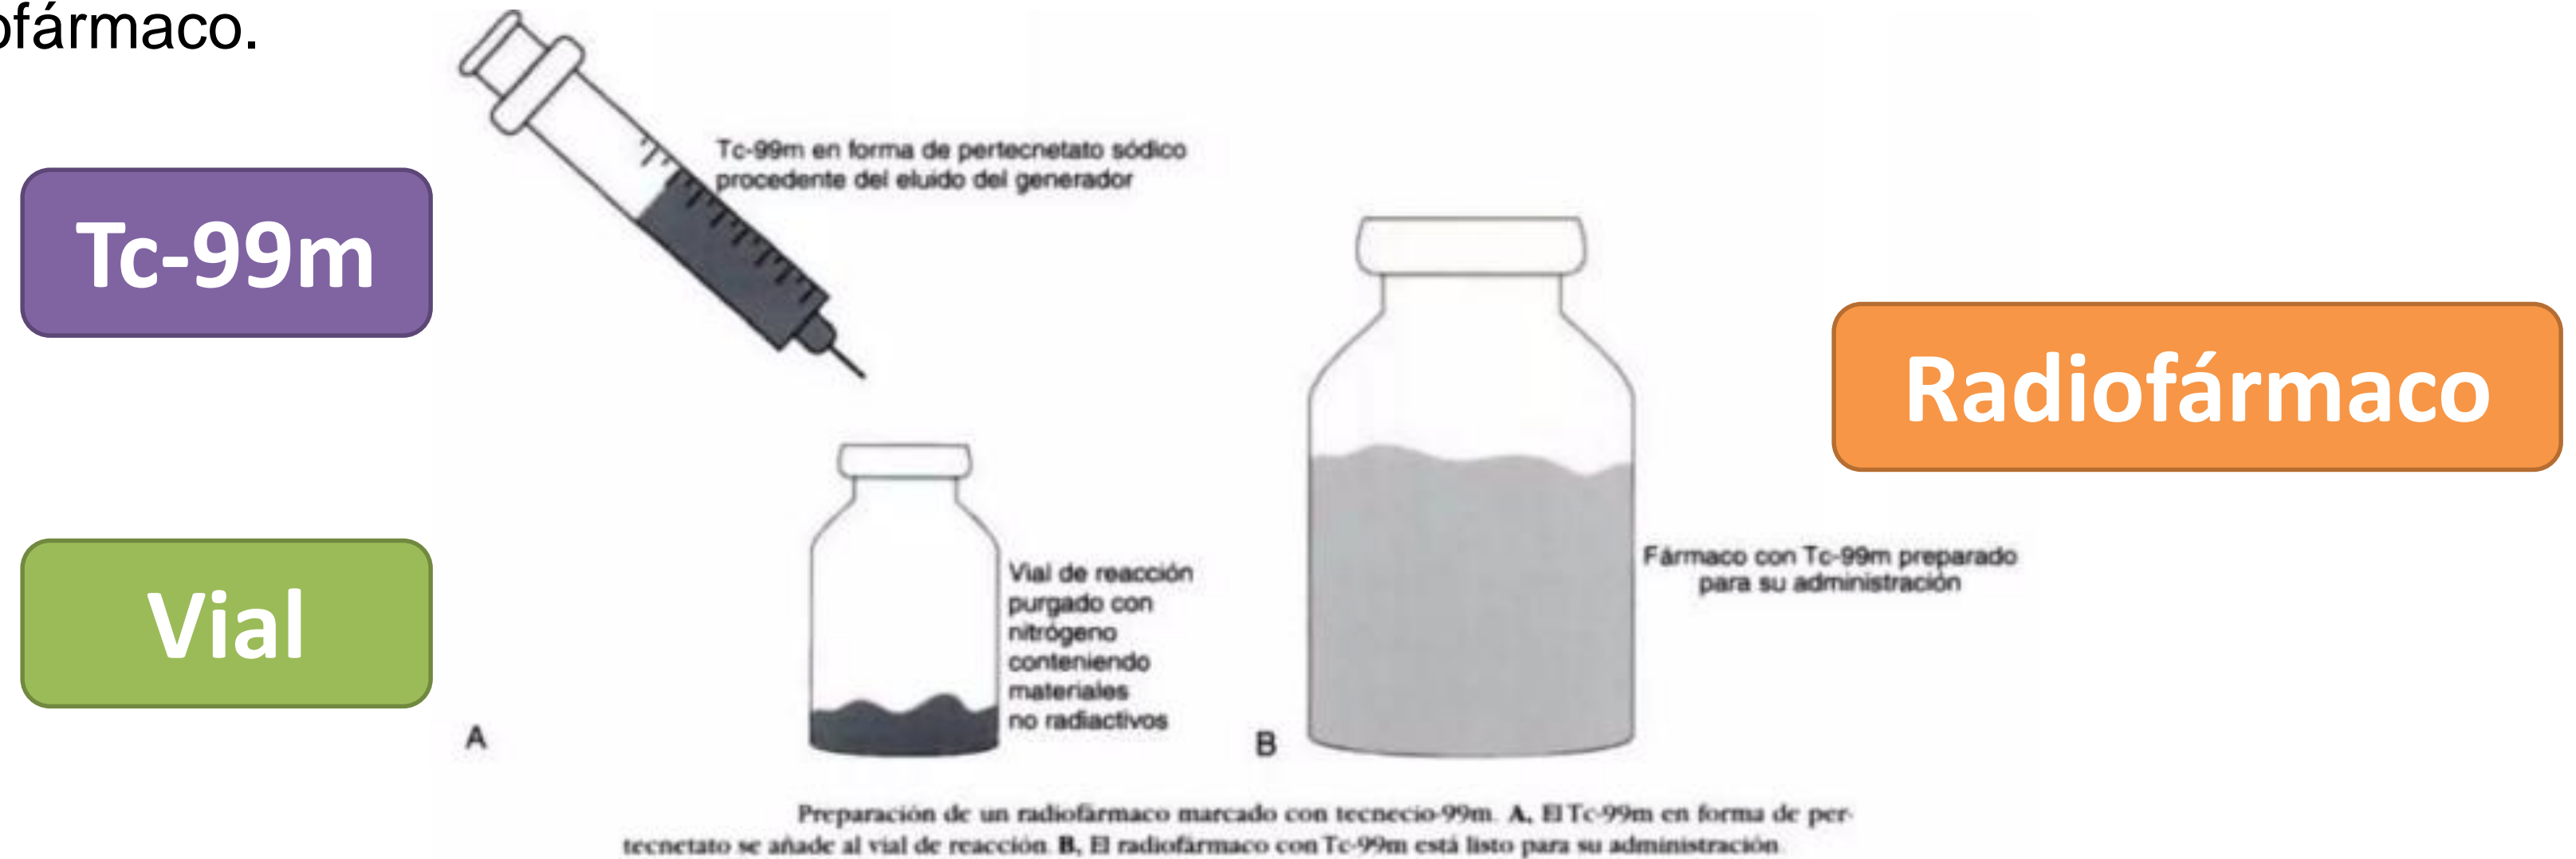 ofármaco.
Tc-99m en forma de pertecnetato sódico
procedente del eluido del generador
Tc-99m
Radiofármaco
Vial
Vial de reacción
purgado con
nitrógeno
conteniendo
materiales
no radiactivos
Fármaco con Tc-99m preparado
para su administración
A
B
Preparación de un radiofármaco marcado con tecnecio-99m. A, El Tc-99m en forma de per-
tecnetato se añade al vial de reacción. B, El radiofármaco con Tc-99m está listo para su administración.